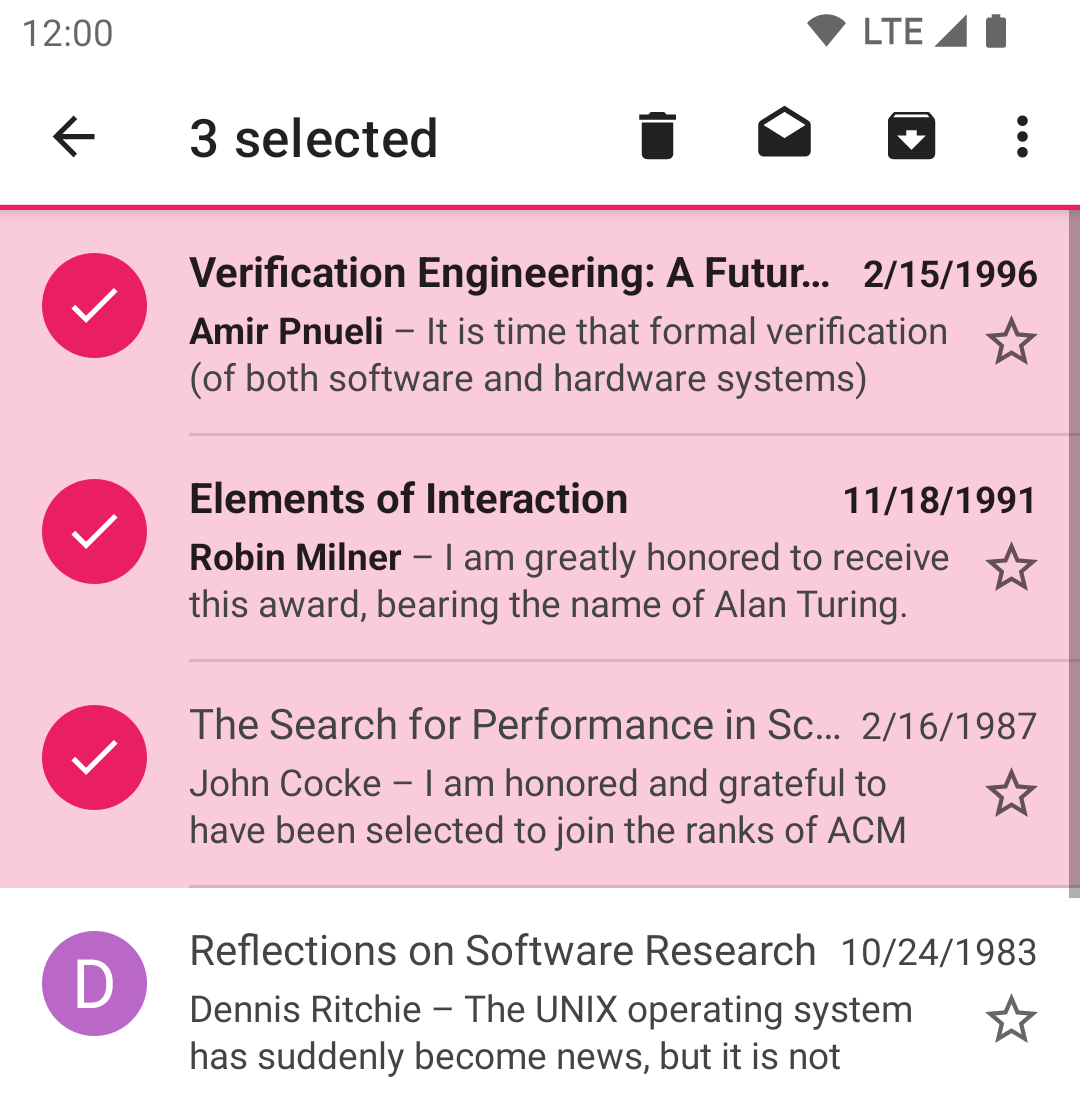 12:00 LTE
3 selected
Verification Engineering: A Futur... 2/15/1996
Amir Pnueli – It is time that formal verification
(of both software and hardware systems)
Elements of Interaction 11/18/1991
Robin Milner – I am greatly honored to receive
this award, bearing the name of Alan Turing.
The Search for Performance in Sc... 2/16/1987
John Cocke – I am honored and grateful to
have been selected to join the ranks of ACM
D Reflections on Software Research 10/24/1983
Dennis Ritchie – The UNIX operating system
has suddenly become news, but it is not